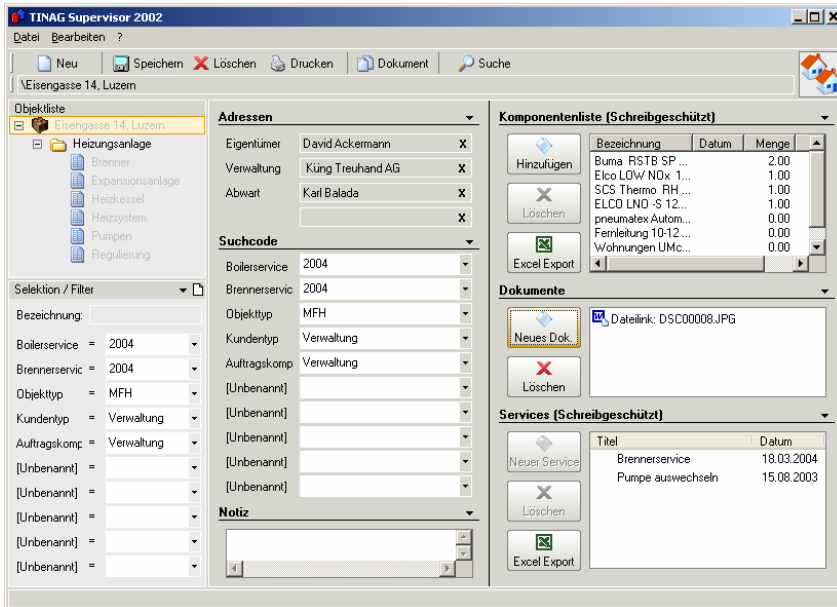 TINAG Supervisor 2002
Datei Bearbeiten ?
Neu Speichern Löschen Drucken Dokument Suche
\Eisengasse 14, Luzern
Objektliste
Eisengasse 14, Luzern
Heizungsanlage
Brenner
Expansionsanlage
Heizkessel
Heizsystem
Pumpen
Regulierung
Selektion / Filter
Bezeichnung:
Boilerservice = 2004
Brennerservic = 2004
Objekttyp = MFH
Kundentyp = Verwaltung
Auftragskomp = Verwaltung
[Unbenannt] =
[Unbenannt] =
[Unbenannt] =
[Unbenannt] =
[Unbenannt] =
Adressen
Eigentümer David Ackermann x
Verwaltung Küng Treuhand AG x
Abwart Karl Balada x
x
Suchcode
Boilerservice 2004
Brennerservic 2004
Objekttyp MFH
Kundentyp Verwaltung
Auftragskomp Verwaltung
[Unbenannt]
[Unbenannt]
[Unbenannt]
[Unbenannt]
[Unbenannt]
Notiz
Komponentenliste (Schreibgeschützt)
Hinzufügen
Löschen
Excel Export
Bezeichnung Datum Menge
Buma RSTB SP ... 2.00
Elco LOW NOx 1... 1.00
SCS Thermo RH ... 1.00
ELCO LNO -S 12... 1.00
pneumatex Autom... 0.00
Fernleitung 10-12 ... 0.00
Wohnungen UMc... 0.00
Dokumente
Neues Dok.
Löschen
Dateilink: DSC00008.JPG
Services (Schreibgeschützt)
Neuer Service
Löschen
Excel Export
Titel Datum
Brennerservice 18.03.2004
Pumpe auswechseln 15.08.2003